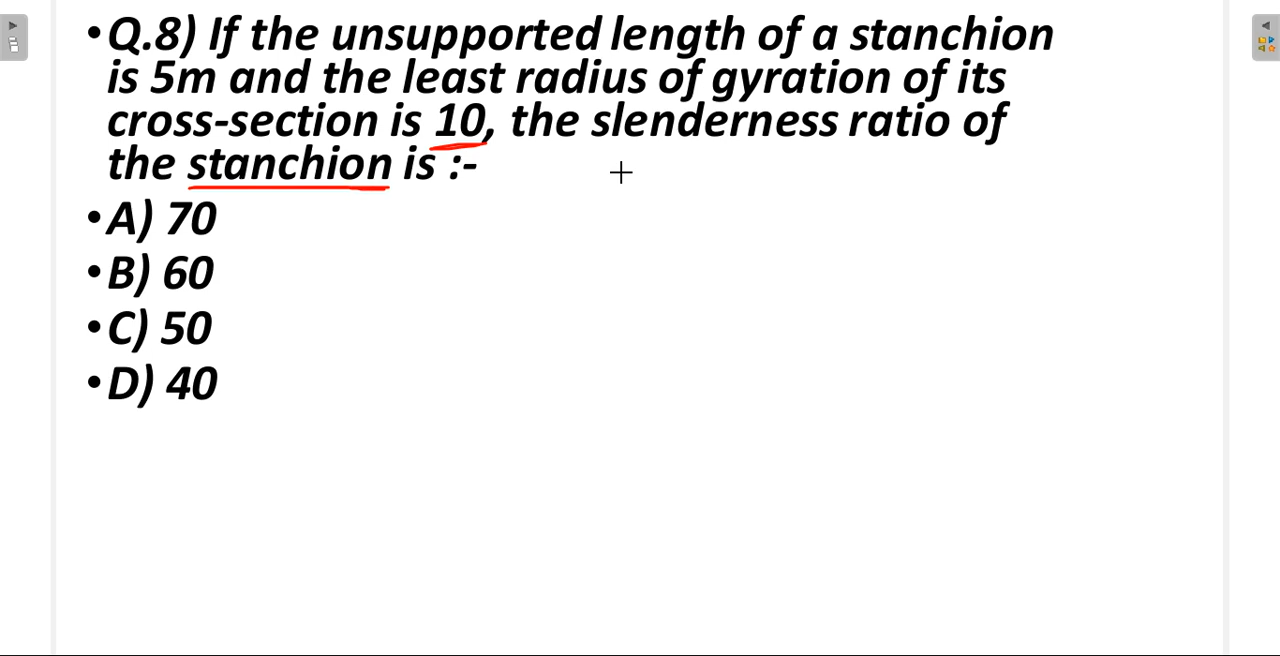 •Q.8) If the unsupported length of a stanchion
is 5m and the least radius of gyration of its
cross-section is 10, the slenderness ratio of
the stanchion is :-
•A) 70
•B) 60
•C) 50
•D) 40